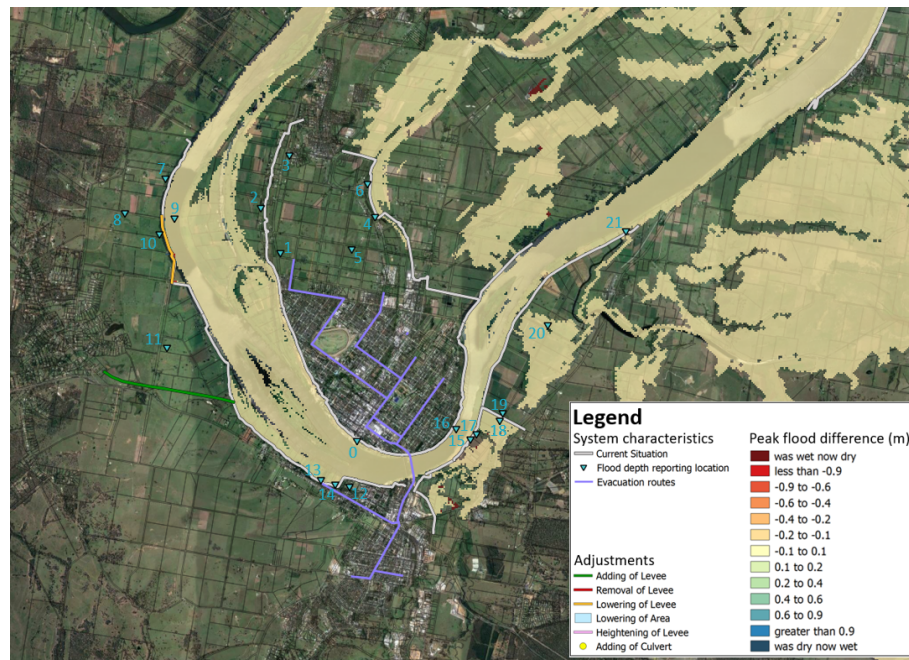 3
7
6
8
9
2
4
10
21
1
5
20
11
19
16
17
18
15
0
13
14
12
Legend
System characteristics
Current Situation
Flood depth reporting location
Evacuation routes
Adjustments
Adding of Levee
Removal of Levee
Lowering of Levee
Lowering of Area
Heightening of Levee
Adding of Culvert
Peak flood difference (m)
was wet now dry
less than -0.9
-0.9 to -0.6
-0.6 to -0.4
-0.4 to -0.2
-0.2 to -0.1
-0.1 to 0.1
0.1 to 0.2
0.2 to 0.4
0.4 to 0.6
0.6 to 0.9
greater than 0.9
was dry now wet